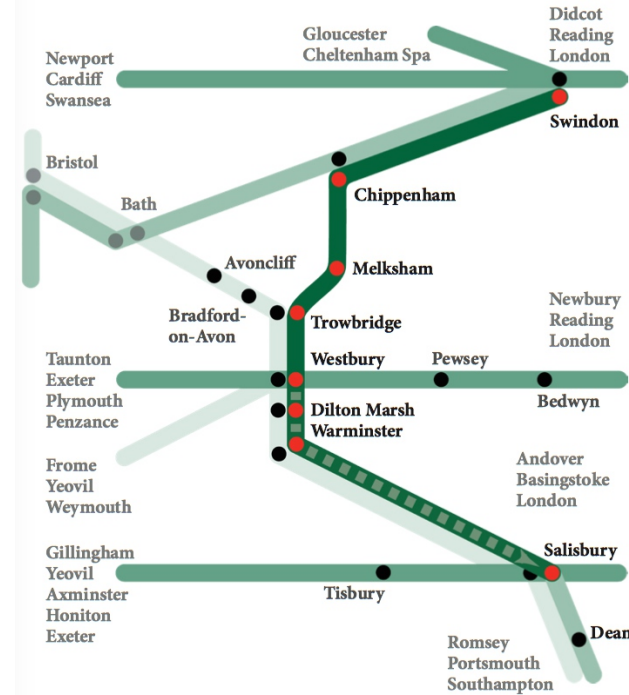 Didcot
Reading
London
Gloucester
Cheltenham Spa
Newport
Cardiff
Swansea
Swindon
Bristol
Chippenham
Bath
Avoncliff
Melksham
Bradford-
on-Avon
Trowbridge
Newbury
Reading
London
Taunton
Exeter
Plymouth
Penzance
Westbury
Pewsey
Bedwyn
Dilton Marsh
Warminster
Frome
Yeovil
Weymouth
Andover
Basingstoke
London
Gillingham
Yeovil
Axminster
Honiton
Exeter
Salisbury
Tisbury
Dean
Romsey
Portsmouth
Southampton